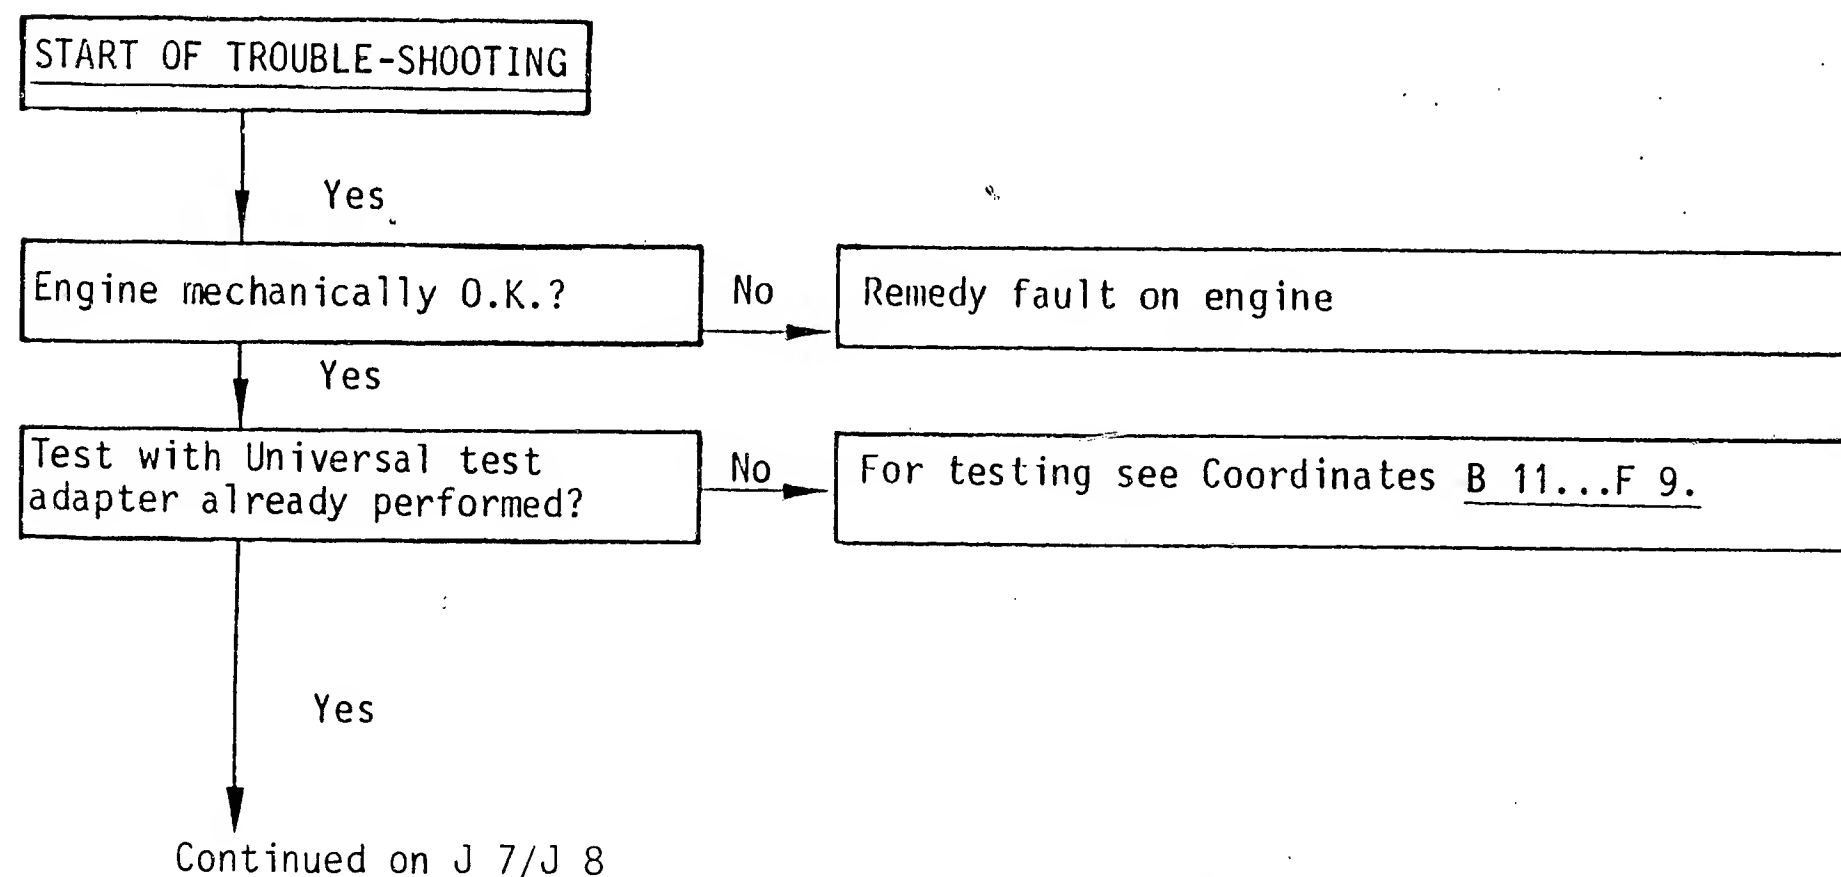 START OF TROUBLE-SHOOTING
Yes
Engine mechanically O.K.?
No
Remedy fault on engine
Yes
Test with Universal test
adapter already performed?
No
For testing see Coordinates B 11...F 9.
Yes
Continued on J 7/J 8